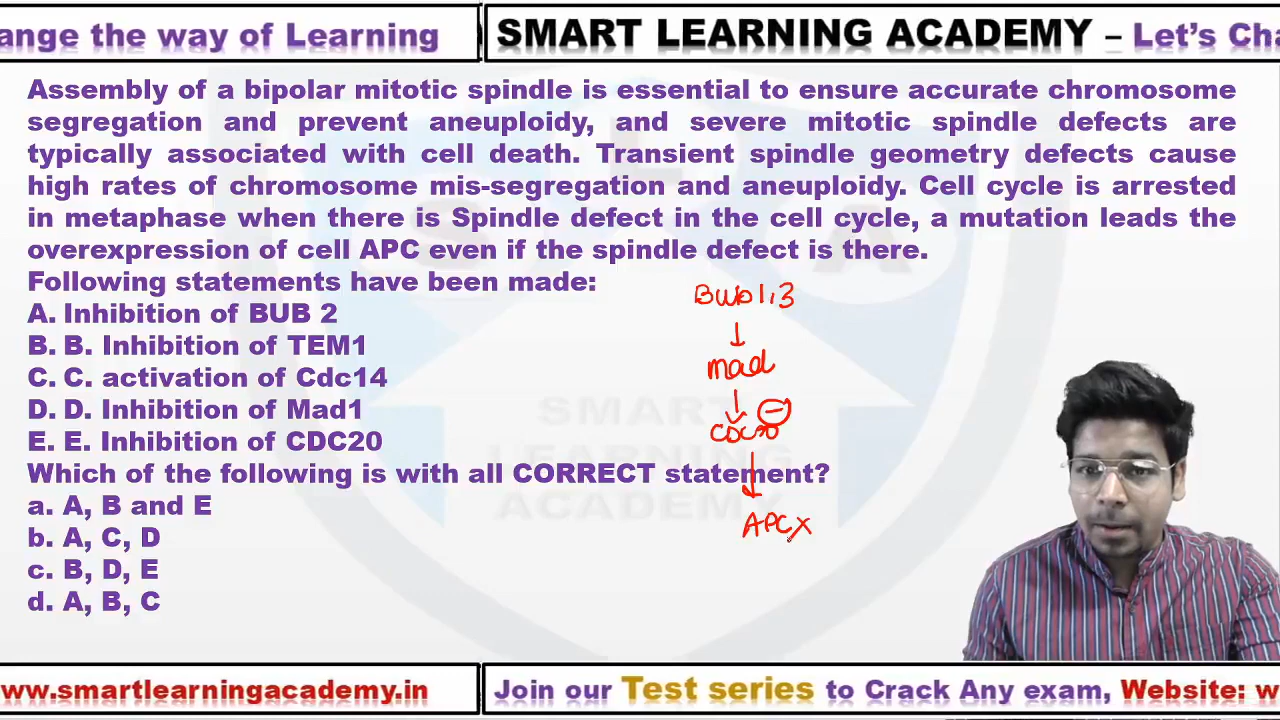 ange the way of Learning
SMART LEARNING ACADEMY – Let's Cha
Assembly of a bipolar mitotic spindle is essential to ensure accurate chromosome
segregation and prevent aneuploidy, and severe mitotic spindle defects are
typically associated with cell death. Transient spindle geometry defects cause
high rates of chromosome mis-segregation and aneuploidy. Cell cycle is arrested
in metaphase when there is Spindle defect in the cell cycle, a mutation leads the
overexpression of cell APC even if the spindle defect is there.
Following statements have been made:
A. Inhibition of BUB 2
B. B. Inhibition of TEM1
C. C. activation of Cdc14
D. D. Inhibition of Mad1
E. E. Inhibition of CDC20
Which of the following is with all CORRECT statement?
a. A, B and E
b. A, C, D
c. B, D, E
d. A, B, C
Bub1,3
↓
mad
↓ -
CDC20
↓
APC x
SMART
LEARNING
ACADEMY
ww.smartlearningacademy.in
Join our Test series to Crack Any exam, Website: w